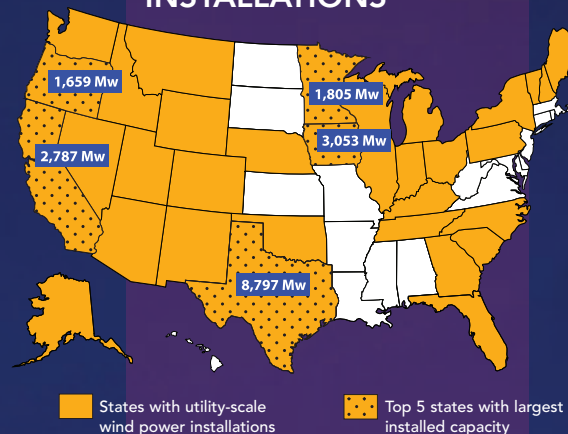 INSTALLATIONS
1,659 Mw
1,805 Mw
3,053 Mw
2,787 Mw
8,797 Mw
States with utility-scale
wind power installations
Top 5 states with largest
installed capacity